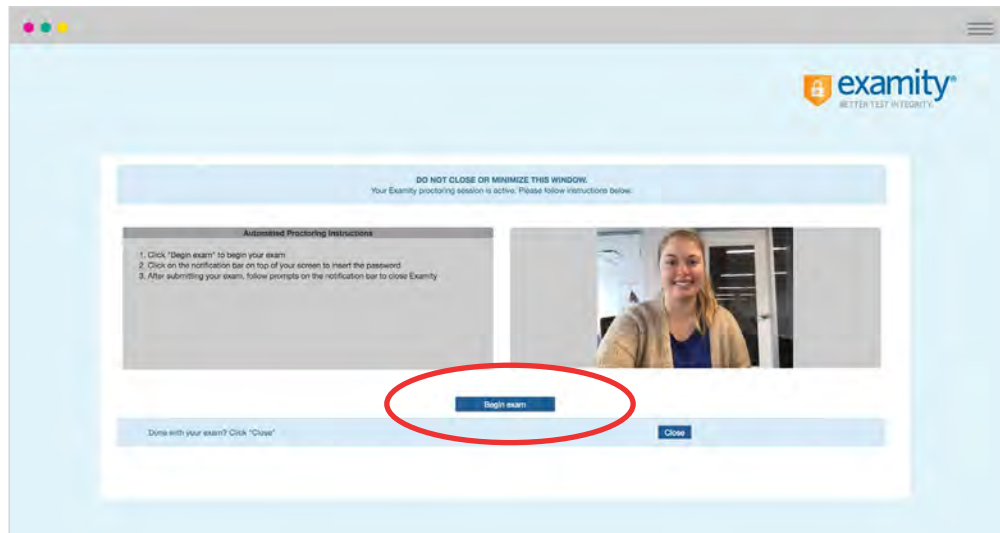 examity®
BETTER TEST INTEGRITY.
DO NOT CLOSE OR MINIMIZE THIS WINDOW.
Your Examity proctoring session is active. Please follow instructions below.
Automated Proctoring Instructions
1. Click "Begin exam" to begin your exam
2. Click on the notification bar on top of your screen to insert the password
3. After submitting your exam, follow prompts on the notification bar to close Examity
Begin exam
Done with your exam? Click "Close"
Close